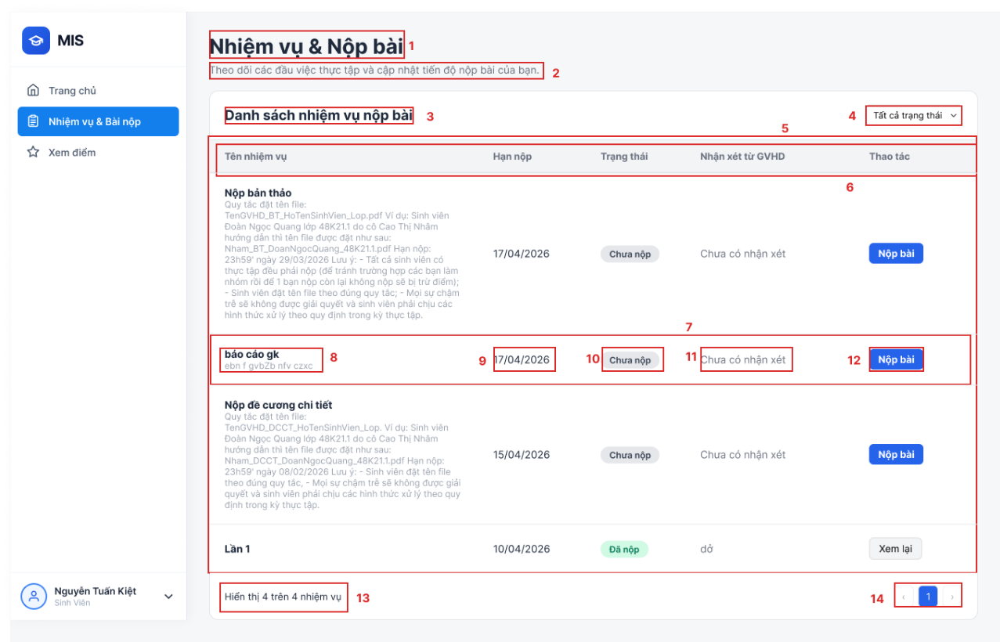 MIS
Trang chủ
Nhiệm vụ & Bài nộp
Xem điểm
Nguyễn Tuấn Kiệt
Sinh Viên
Nhiệm vụ & Nộp bài 1
Theo dõi các đầu việc thực tập và cập nhật tiến độ nộp bài của bạn. 2
Danh sách nhiệm vụ nộp bài 3
4 Tất cả trạng thái
5
Tên nhiệm vụ Hạn nộp Trạng thái Nhận xét từ GVHD Thao tác
6
Nộp bản thảo
Quy tắc đặt tên file:
TenGVHD_BT_HoTenSinhVien_Lop.pdf Ví dụ: Sinh viên
Đoàn Ngọc Quang lớp 48K21.1 do cô Cao Thị Nhâm
hướng dẫn thì tên file được đặt như sau:
Nham_BT_DoanNgocQuang_48K21.1.pdf Hạn nộp:
23h59' ngày 29/03/2026 Lưu ý: - Tất cả sinh viên có
thực tập đều phải nộp (để tránh trường hợp các bạn làm
nhóm rồi để 1 bạn nộp còn lại không nộp sẽ bị trừ điểm);
- Sinh viên đặt tên file theo đúng quy tắc; - Mọi sự chậm
trễ sẽ không được giải quyết và sinh viên phải chịu các
hình thức xử lý theo quy định trong kỳ thực tập.
17/04/2026 Chưa nộp Chưa có nhận xét Nộp bài
7
báo cáo gk
ebn f gvbZb nfv czxc
8
9 17/04/2026 10 Chưa nộp 11 Chưa có nhận xét 12 Nộp bài
Nộp đề cương chi tiết
Quy tắc đặt tên file:
TenGVHD_DCCT_HoTenSinhVien_Lop. Ví dụ: Sinh viên
Đoàn Ngọc Quang lớp 48K21.1 do cô Cao Thị Nhâm
hướng dẫn thì tên file được đặt như sau:
Nham_DCCT_DoanNgocQuang_48K21.1.pdf Hạn nộp:
23h59' ngày 08/02/2026 Lưu ý: - Sinh viên đặt tên file
theo đúng quy tắc, - Mọi sự chậm trễ sẽ không được giải
quyết và sinh viên phải chịu các hình thức xử lý theo quy
định trong kỳ thực tập.
15/04/2026 Chưa nộp Chưa có nhận xét Nộp bài
Lần 1 10/04/2026 Đã nộp dở Xem lại
Hiển thị 4 trên 4 nhiệm vụ 13
14 ‹ 1 ›